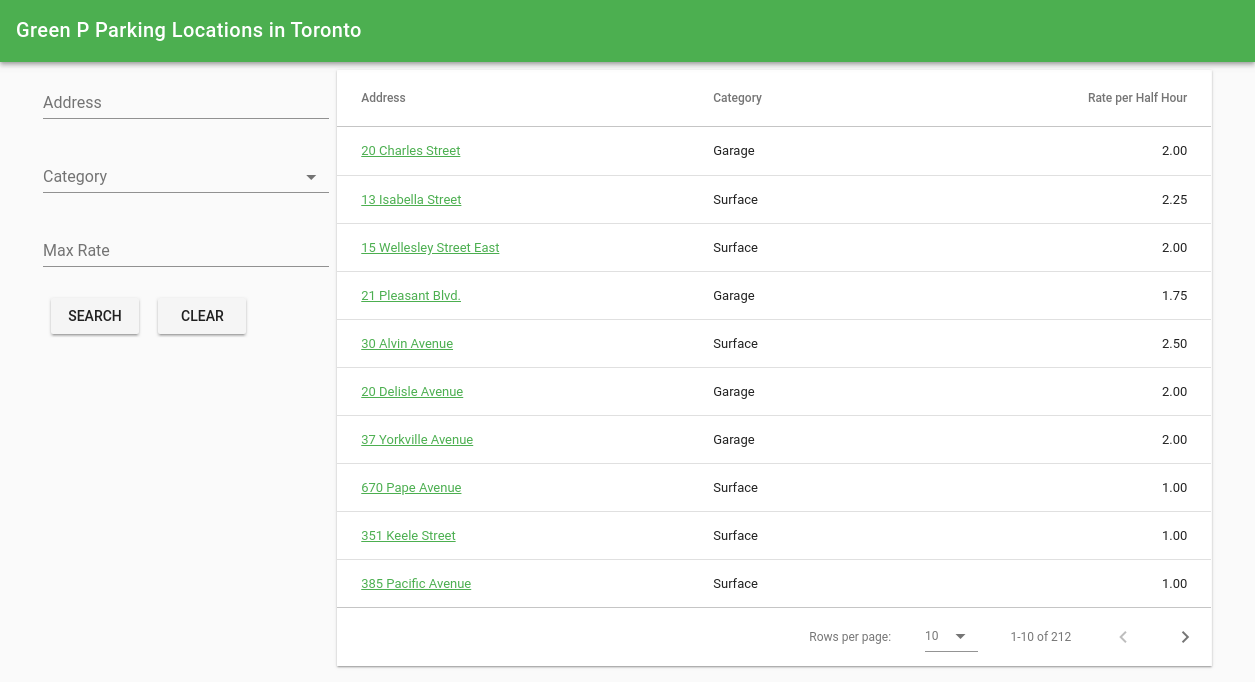 Green P Parking Locations in Toronto
Address
Category
Max Rate
SEARCH CLEAR
Address Category Rate per Half Hour
20 Charles Street Garage 2.00
13 Isabella Street Surface 2.25
15 Wellesley Street East Surface 2.00
21 Pleasant Blvd. Garage 1.75
30 Alvin Avenue Surface 2.50
20 Delisle Avenue Garage 2.00
37 Yorkville Avenue Garage 2.00
670 Pape Avenue Surface 1.00
351 Keele Street Surface 1.00
385 Pacific Avenue Surface 1.00
Rows per page: 10 1-10 of 212